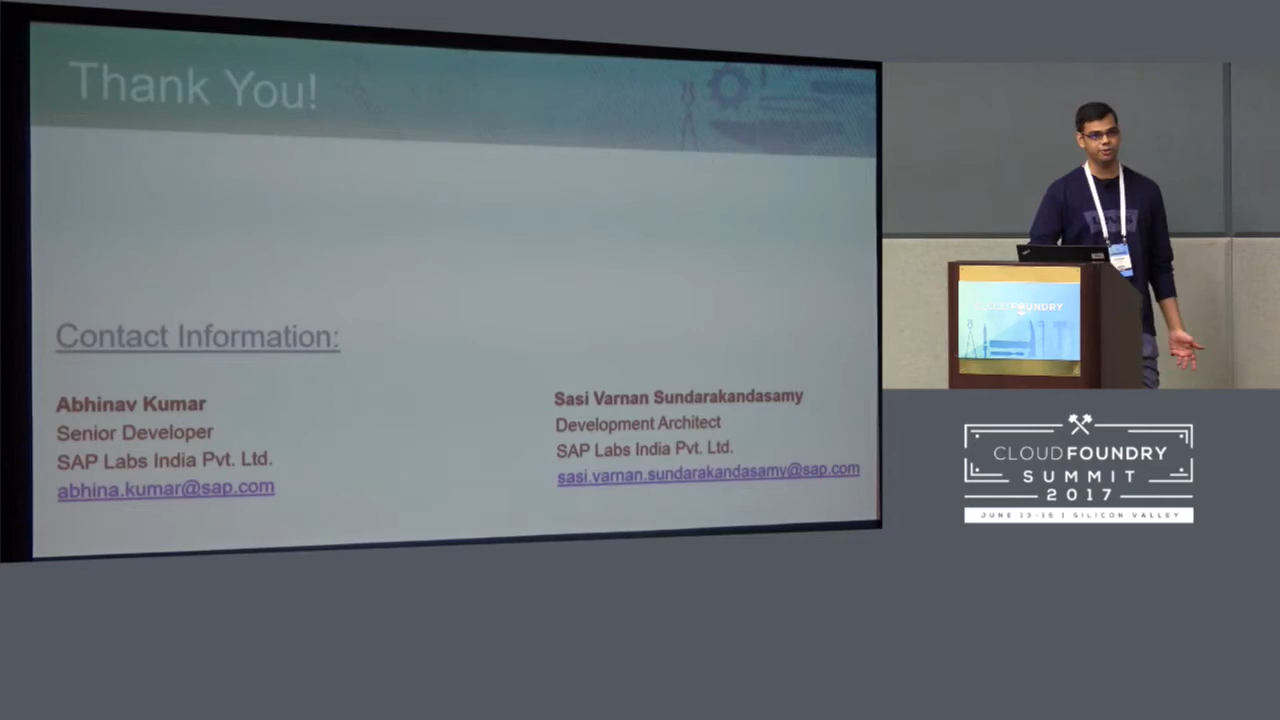 Thank You!
Contact Information:
Abhinav Kumar
Senior Developer
SAP Labs India Pvt. Ltd.
abhina.kumar@sap.com
Sasi Varnan Sundarakandasamy
Development Architect
SAP Labs India Pvt. Ltd.
sasi.varnan.sundarakandasamy@sap.com
CLOUD FOUNDRY
CLOUD FOUNDRY
SUMMIT
2017
JUNE 13-15 | SILICON VALLEY